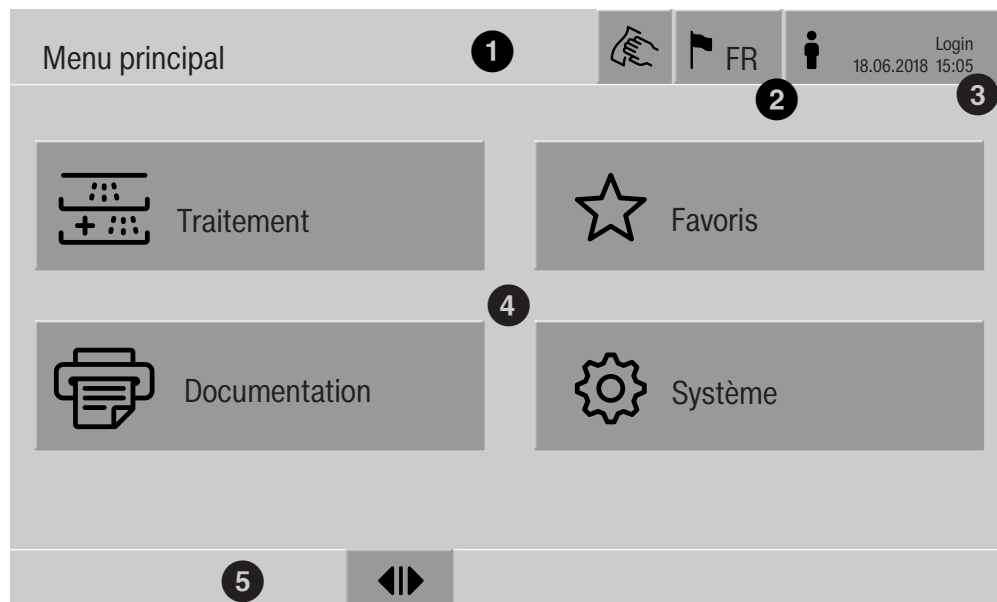 Menu principal
1
FR
Login
18.06.2018 15:05
2
3
Traitement
Favoris
4
Documentation
Système
5